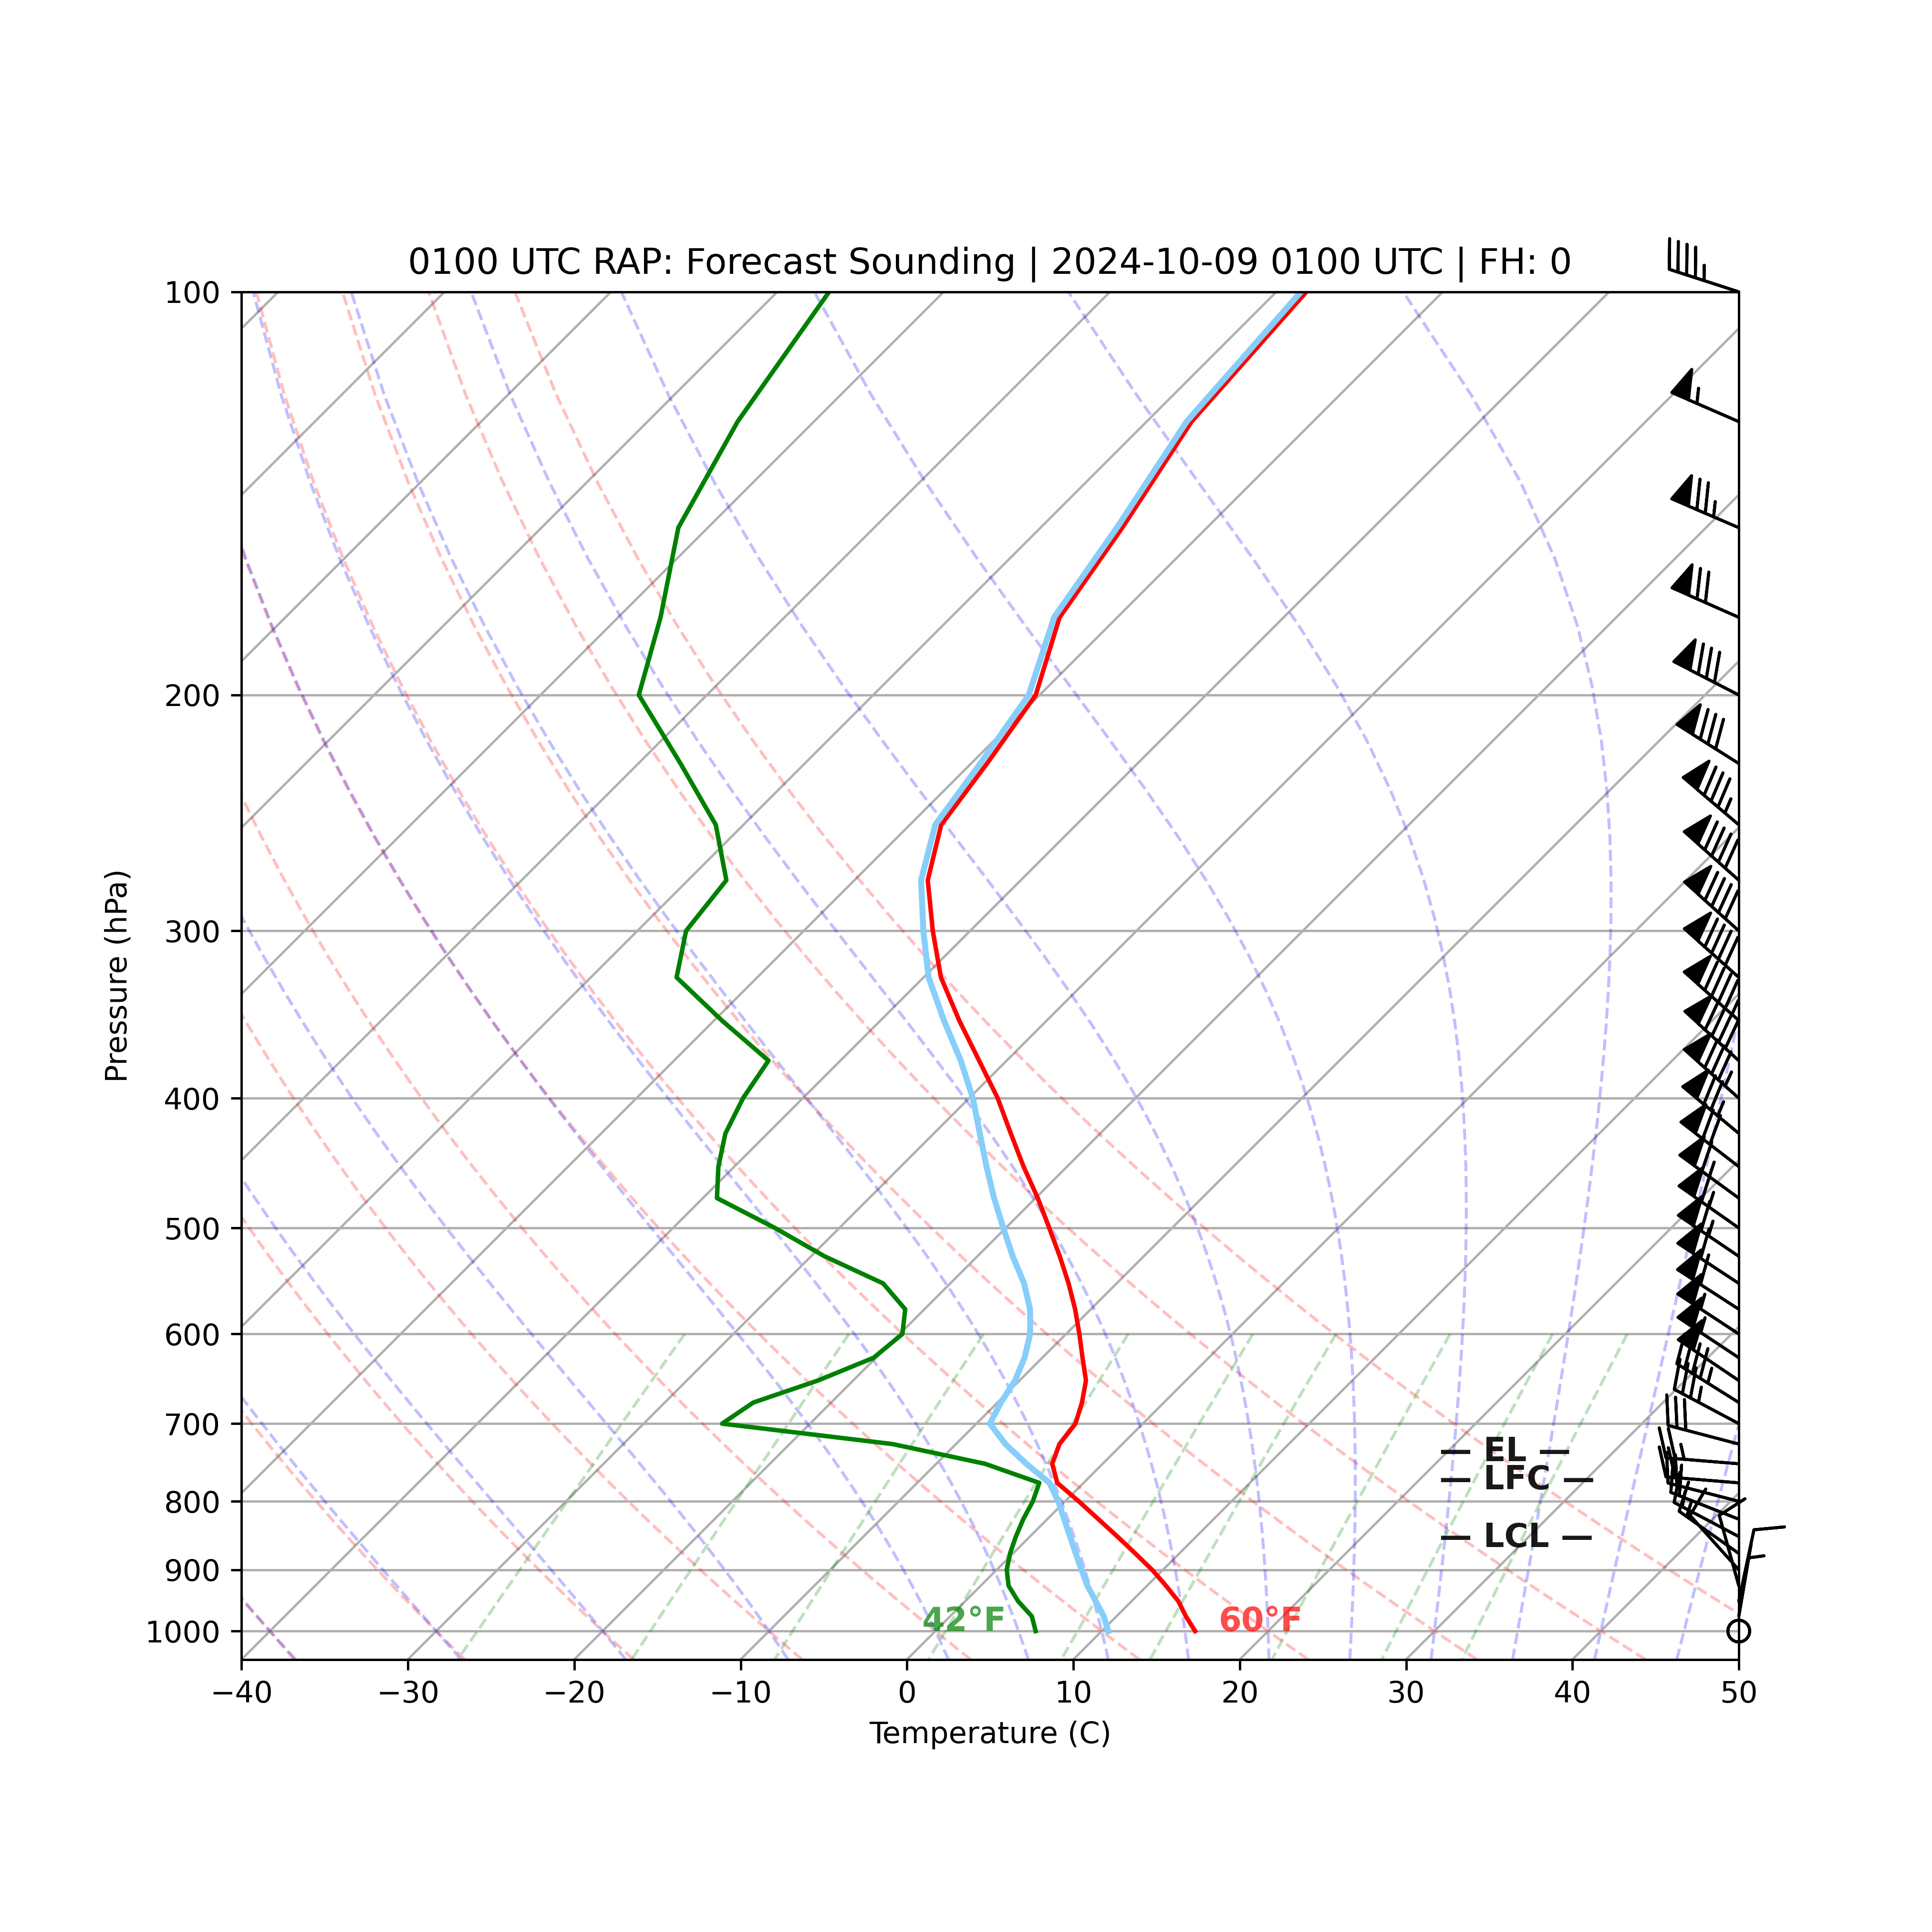 0100 UTC RAP: Forecast Sounding | 2024-10-09 0100 UTC | FH: 0
100
200
300
400
500
600
700
800
900
1000
Pressure (hPa)
— EL —
— LFC —
— LCL —
42°F
60°F
−40 −30 −20 −10 0 10 20 30 40 50
Temperature (C)